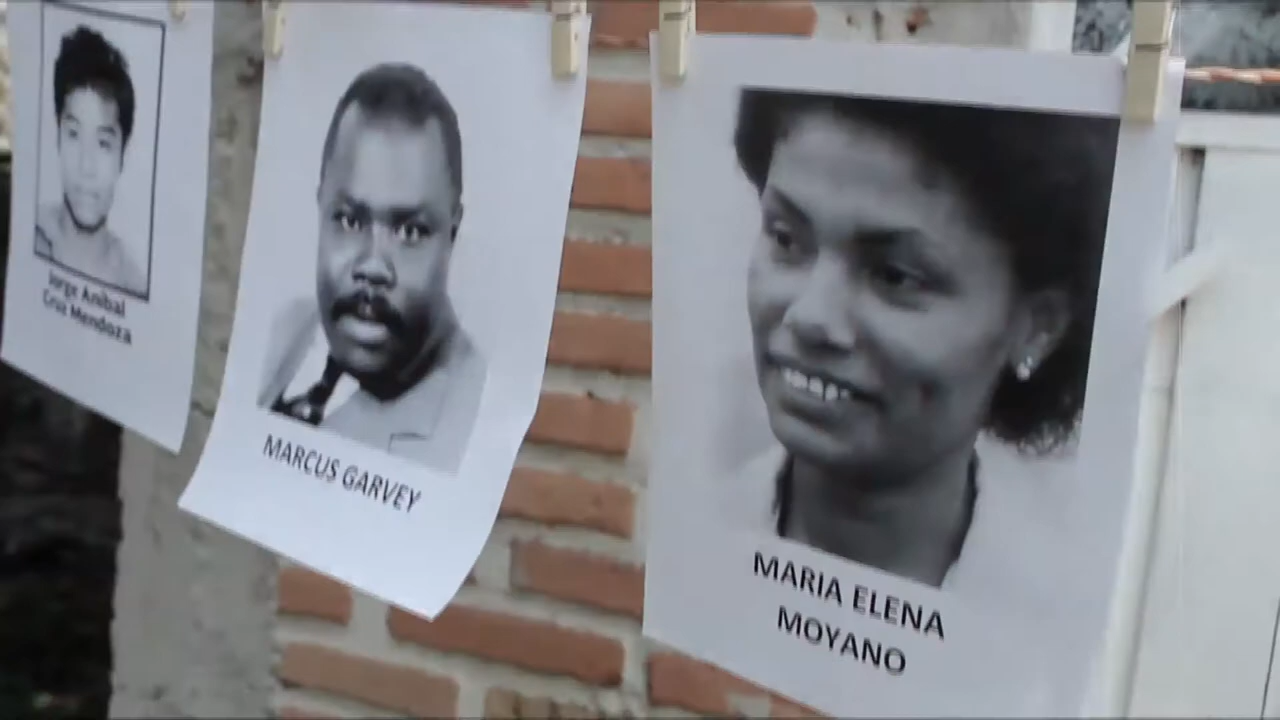 Jorge Anibal
Cruz Mendoza
MARCUS GARVEY
MARIA ELENA
MOYANO